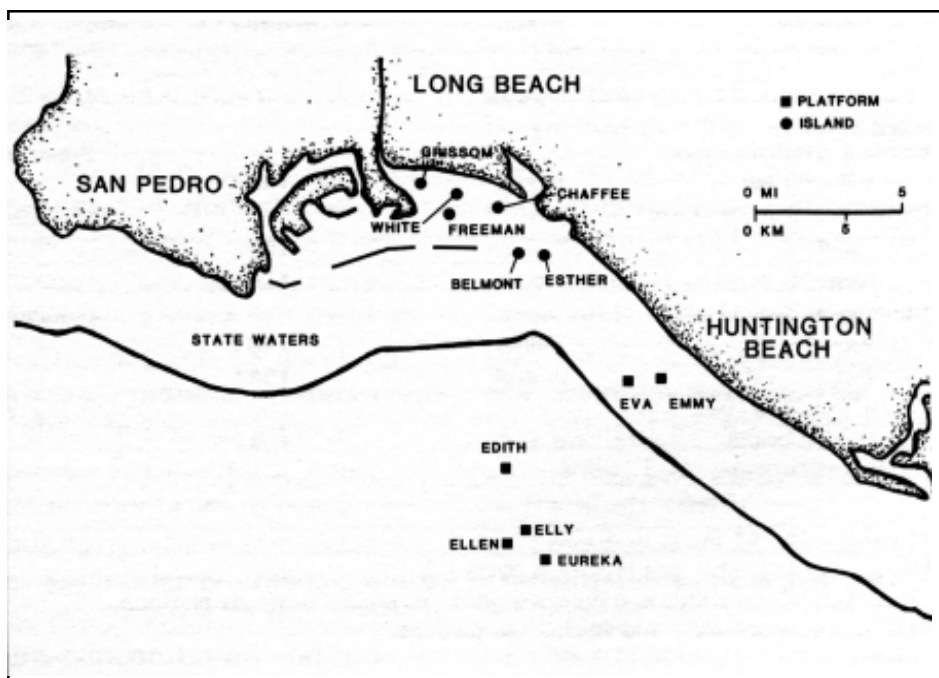 LONG BEACH
PLATFORM
ISLAND
SAN PEDRO
CHAFFEE
0 MI 5
WHITE
FREEMAN
0 KM 5
BELMONT
ESTHER
STATE WATERS
HUNTINGTON
BEACH
EVA
EMMY
EDITH
ELLY
ELLEN
EUREKA